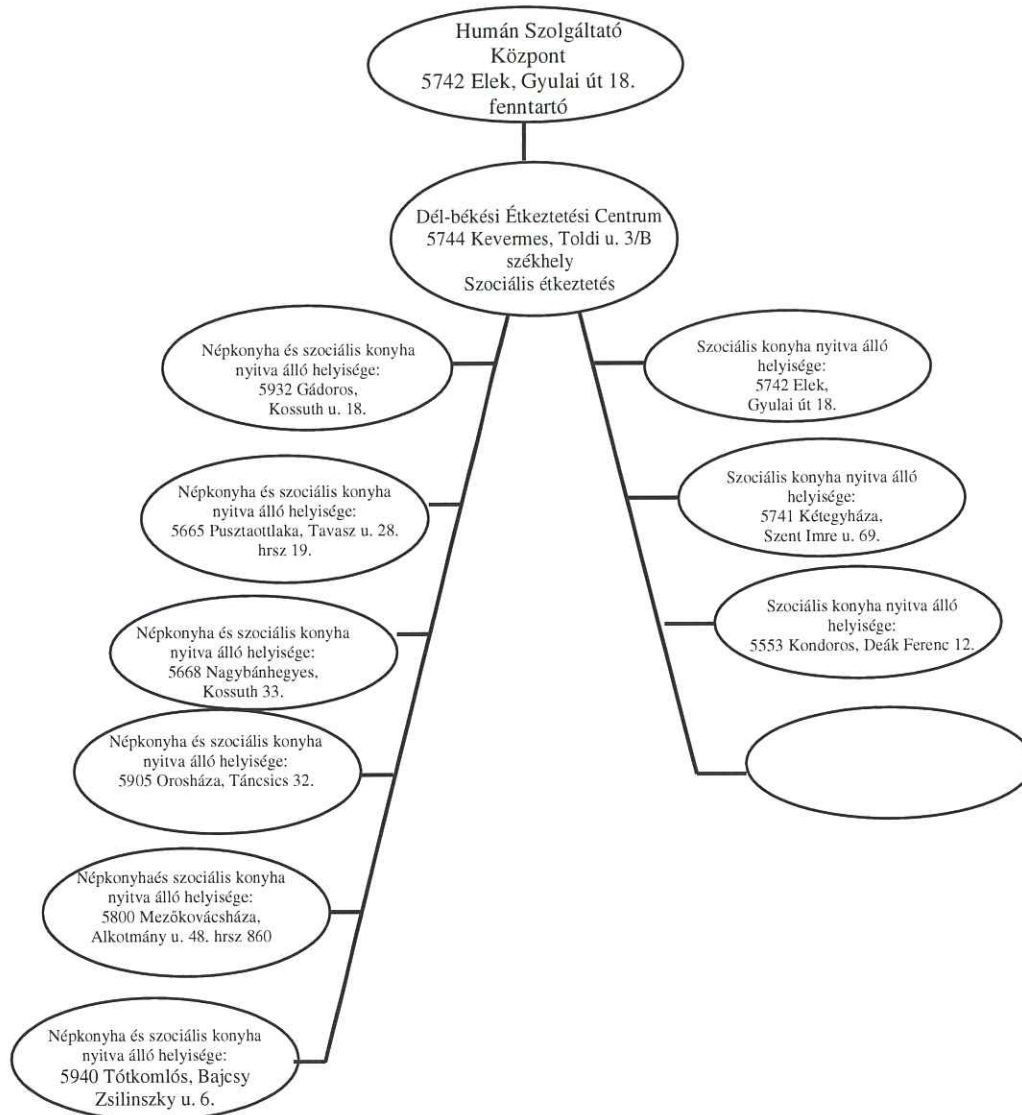 Humán Szolgáltató
Központ
5742 Elek, Gyulai út 18.
fenntartó
Dél-békési Étkeztetési Centrum
5744 Kevermes, Toldi u. 3/B
székhely
Szociális étkeztetés
Népkonyha és szociális konyha
nyitva álló helyisége:
5932 Gádoros,
Kossuth u. 18.
Népkonyha és szociális konyha
nyitva álló helyisége:
5665 Pusztaottlaka, Tavasz u. 28.
hrsz 19.
Népkonyha és szociális konyha
nyitva álló helyisége:
5668 Nagybánhegyes,
Kossuth 33.
Népkonyha és szociális konyha
nyitva álló helyisége:
5905 Orosháza, Táncsics 32.
Népkonyhaés szociális konyha
nyitva álló helyisége:
5800 Mezőkovácsháza,
Alkotmány u. 48. hrsz 860
Népkonyha és szociális konyha
nyitva álló helyisége:
5940 Tótkomlós, Bajcsy
Zsilinszky u. 6.
Szociális konyha nyitva álló
helyisége:
5742 Elek,
Gyulai út 18.
Szociális konyha nyitva álló
helyisége:
5741 Kétegyháza,
Szent Imre u. 69.
Szociális konyha nyitva álló
helyisége:
5553 Kondoros, Deák Ferenc 12.